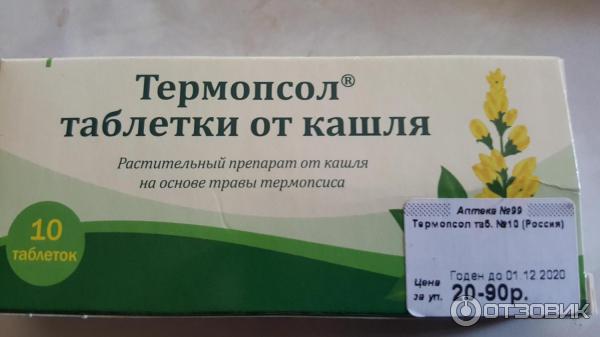 Термопсол®
таблетки от кашля
Растительный препарат от кашля
на основе травы термопсиса
10
таблеток
Аптека №99
Термопсол таб. №10 (Россия)
Годен до 01.12.2020
Цена
за уп.
20-90р.
ОТЗОВИК